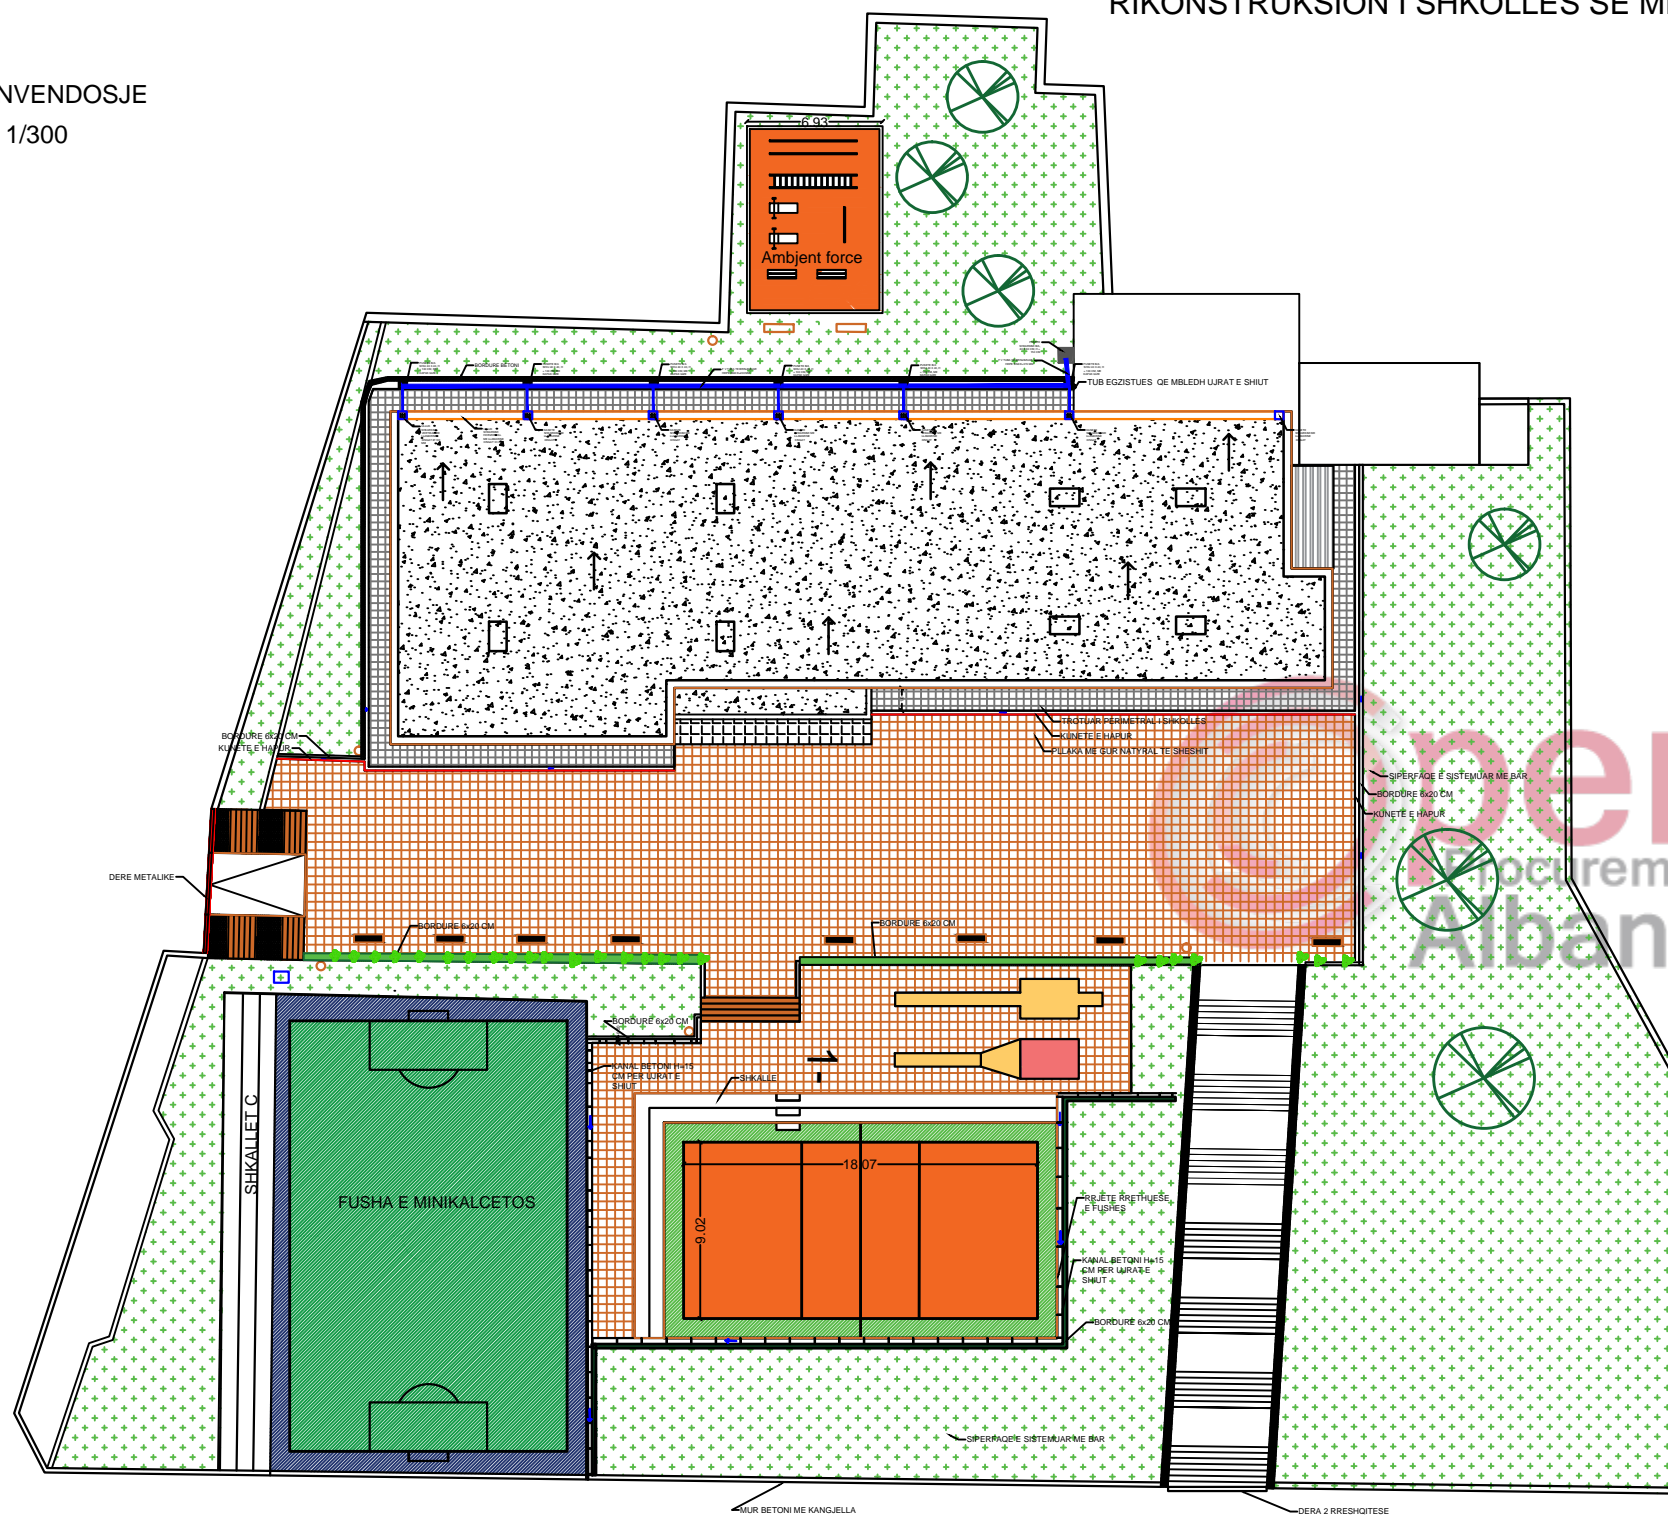 RIKONSTRUKSION I SHKOLLES SE
NVENDOSJE
1/300
6.93
Ambjent force
BORDURE BETONI
TUB EGZISTUES QE MBLEDH UJRAT E SHIUT
TROTUAR PERIMETRAL I SHKOLLES
KUNETE E HAPUR
PLLAKA ME GUR NATYRAL TE SHESHIT
BORDURE 6x20 CM
KUNETE E HAPUR
SIPERFAQE E SISTEMUAR ME BAR
BORDURE 6x20 CM
KUNETE E HAPUR
Open
Procurem
Alban
DERE METALIKE
BORDURE 6x20 CM
BORDURE 6x20 CM
BORDURE 6x20 CM
KANAL BETONI H=15
CM PER UJRAT E
SHIUT
SHKALLE
SHKALLET C
FUSHA E MINIKALCETOS
18.07
9.02
RRJETE RRETHUESE
E FUSHES
KANAL BETONI H=15
CM PER UJRAT E
SHIUT
BORDURE 6x20 CM
SIPERFAQE E SISTEMUAR ME BAR
MUR BETONI ME KANGJELLA
DERA 2 RRESHQITESE